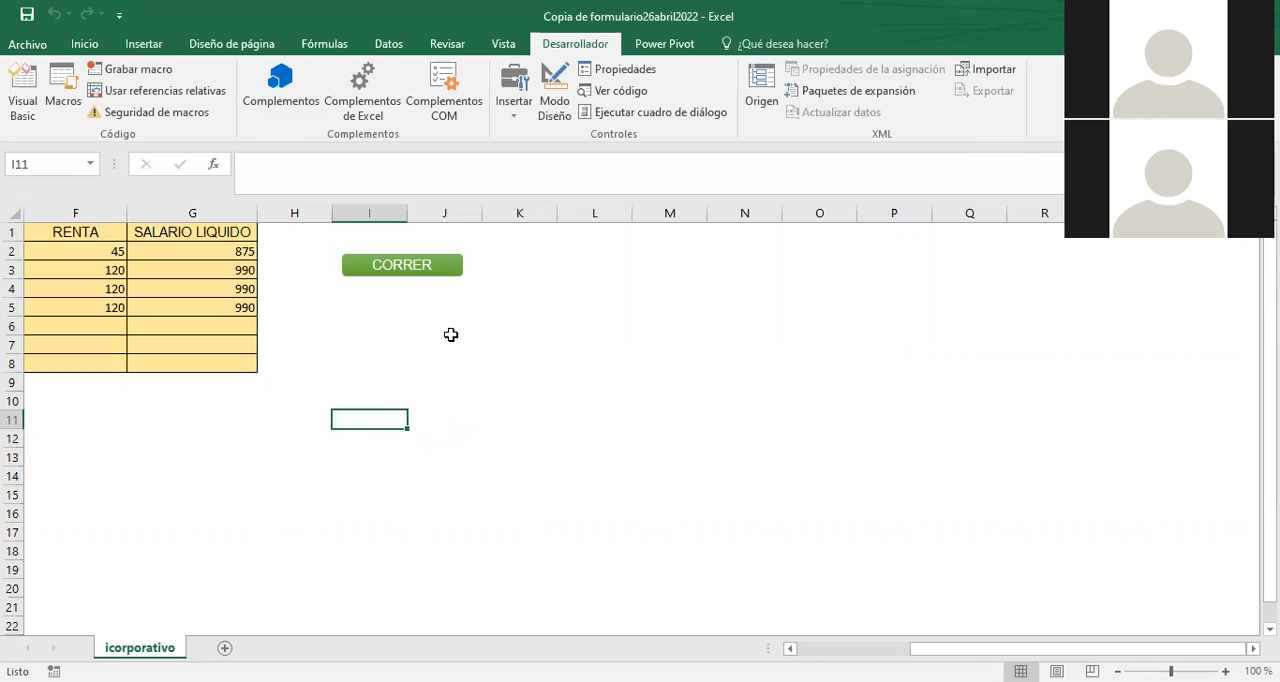 Copia de formulario26abril2022 - Excel
Archivo Inicio Insertar Diseño de página Fórmulas Datos Revisar Vista Desarrollador Power Pivot ¿Qué desea hacer?
Visual Basic
Macros
Grabar macro
Usar referencias relativas
Seguridad de macros
Código
Complementos
Complementos de Excel
Complementos COM
Complementos
Insertar
Modo Diseño
Propiedades
Ver código
Ejecutar cuadro de diálogo
Controles
Origen
Propiedades de la asignación
Paquetes de expansión
Actualizar datos
Importar
Exportar
XML
I11
fx
F G H I J K L M N O P Q R
1 RENTA SALARIO LIQUIDO
2 45 875
CORRER
3 120 990
4 120 990
5 120 990
6
7
8
9
10
11
12
13
14
15
16
17
18
19
20
21
22
icorporativo
Listo
100 %